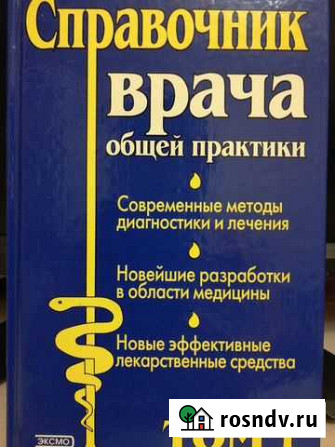 Справочник
врача
общей практики
Современные методы
диагностики и лечения
Новейшие разработки
в области медицины
Новые эффективные
лекарственные средства
ЭКСМО
rosndv.ru